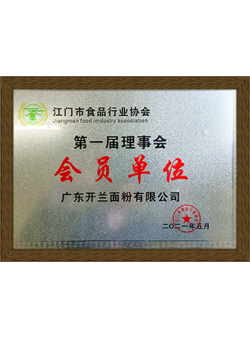 江门市食品行业协会
Jiangmen food imdustry association
第一届理事会
会员单位
广东开兰面粉有限公司
二〇二一年五月